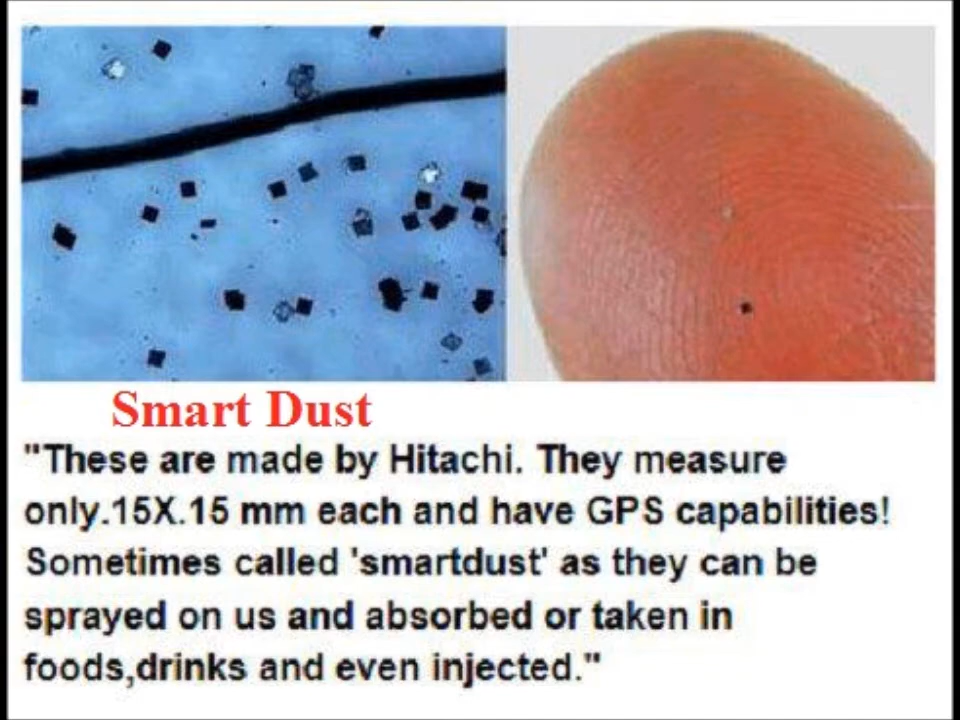 Smart Dust
"These are made by Hitachi. They measure
only.15X.15 mm each and have GPS capabilities!
Sometimes called 'smartdust' as they can be
sprayed on us and absorbed or taken in
foods,drinks and even injected."